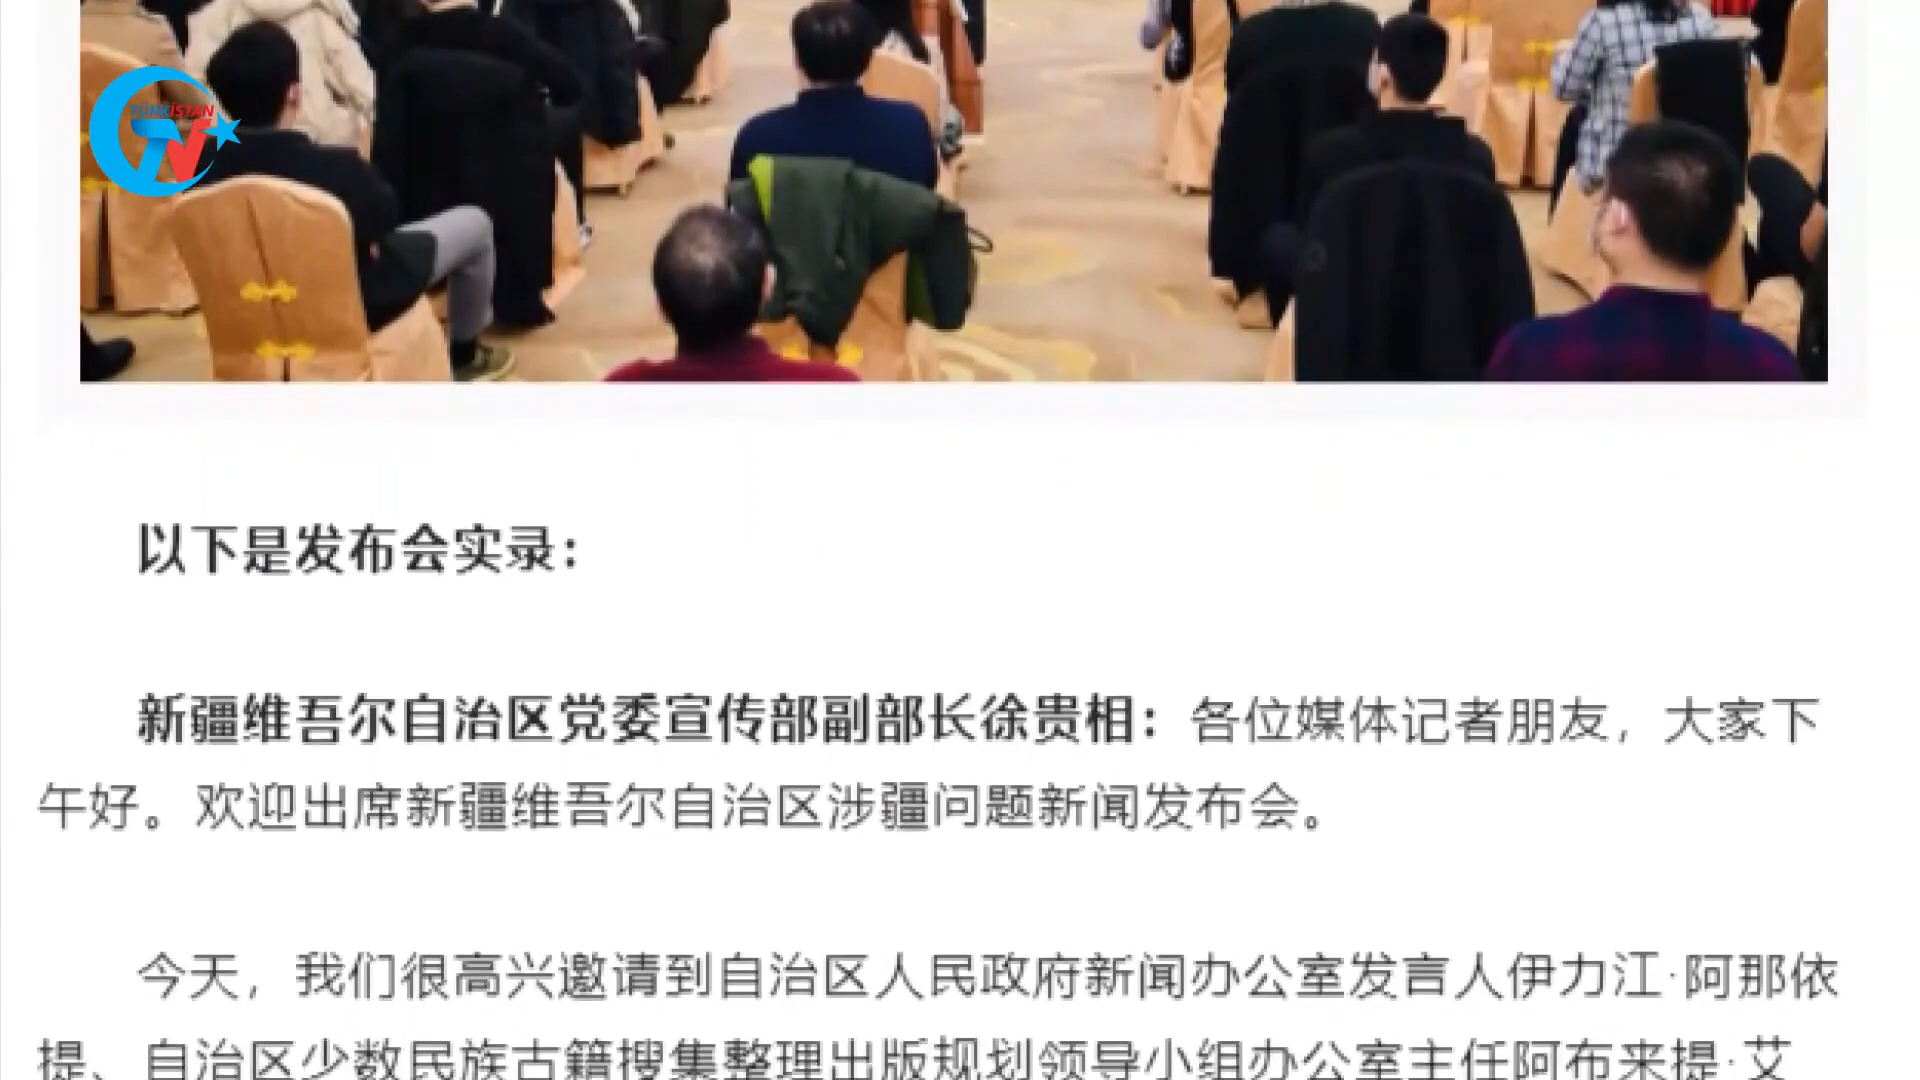 TÜRKİSTAN
TV
以下是发布会实录：
新疆维吾尔自治区党委宣传部副部长徐贵相：各位媒体记者朋友，大家下
午好。欢迎出席新疆维吾尔自治区涉疆问题新闻发布会。
今天，我们很高兴邀请到自治区人民政府新闻办公室发言人伊力江·阿那依
提、自治区少数民族古籍搜集整理出版规划领导小组办公室主任阿布来提·艾